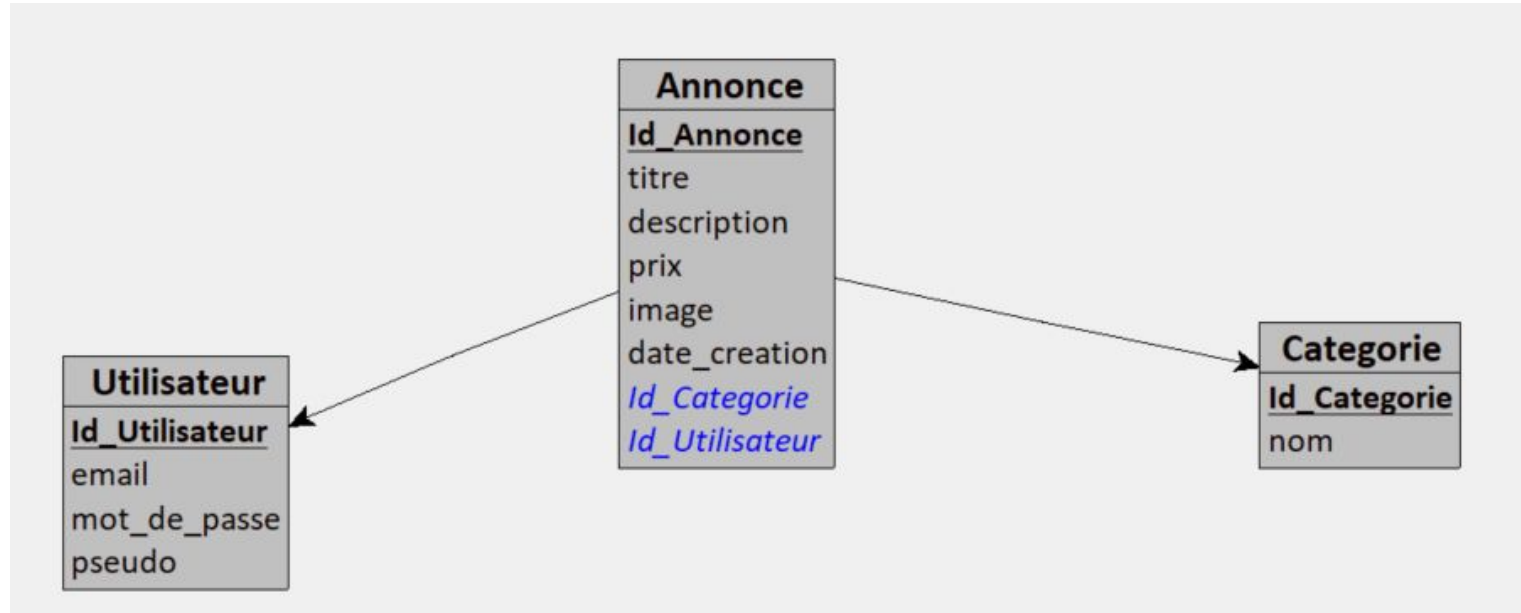 Annonce
Id_Annonce
titre
description
prix
image
date_creation
Id_Categorie
Id_Utilisateur
Utilisateur
Id_Utilisateur
email
mot_de_passe
pseudo
Categorie
Id_Categorie
nom